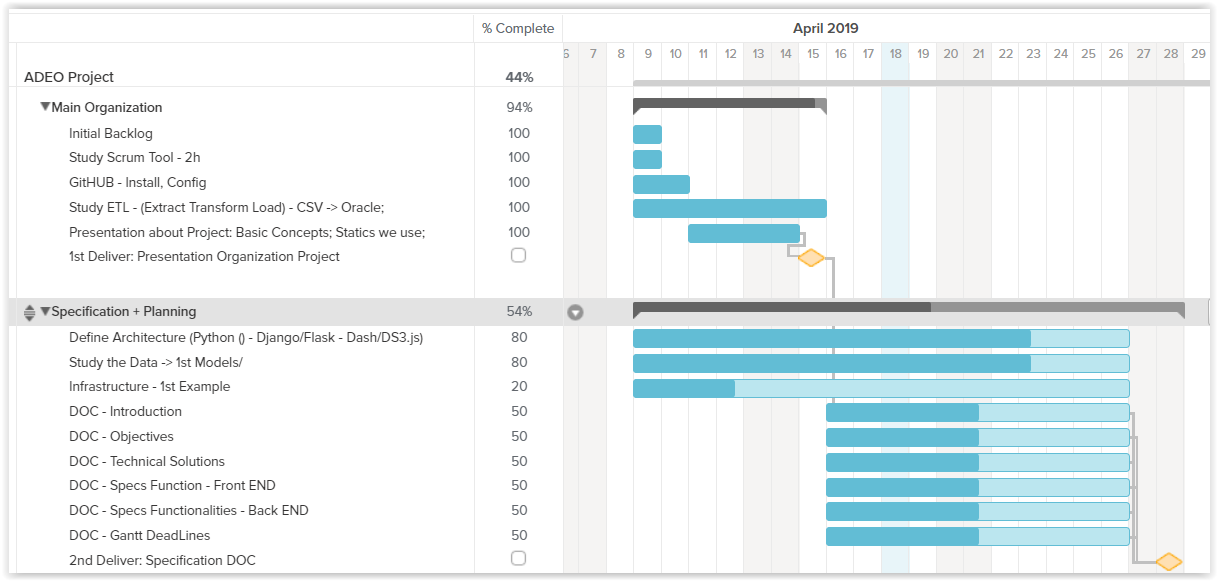 % Complete April 2019
6 7 8 9 10 11 12 13 14 15 16 17 18 19 20 21 22 23 24 25 26 27 28 29
ADEO Project 44%
Main Organization 94%
Initial Backlog 100
Study Scrum Tool - 2h 100
GitHUB - Install, Config 100
Study ETL - (Extract Transform Load) - CSV -> Oracle; 100
Presentation about Project: Basic Concepts; Statics we use; 100
1st Deliver: Presentation Organization Project
Specification + Planning 54%
Define Architecture (Python () - Django/Flask - Dash/DS3.js) 80
Study the Data -> 1st Models/ 80
Infrastructure - 1st Example 20
DOC - Introduction 50
DOC - Objectives 50
DOC - Technical Solutions 50
DOC - Specs Function - Front END 50
DOC - Specs Functionalities - Back END 50
DOC - Gantt DeadLines 50
2nd Deliver: Specification DOC